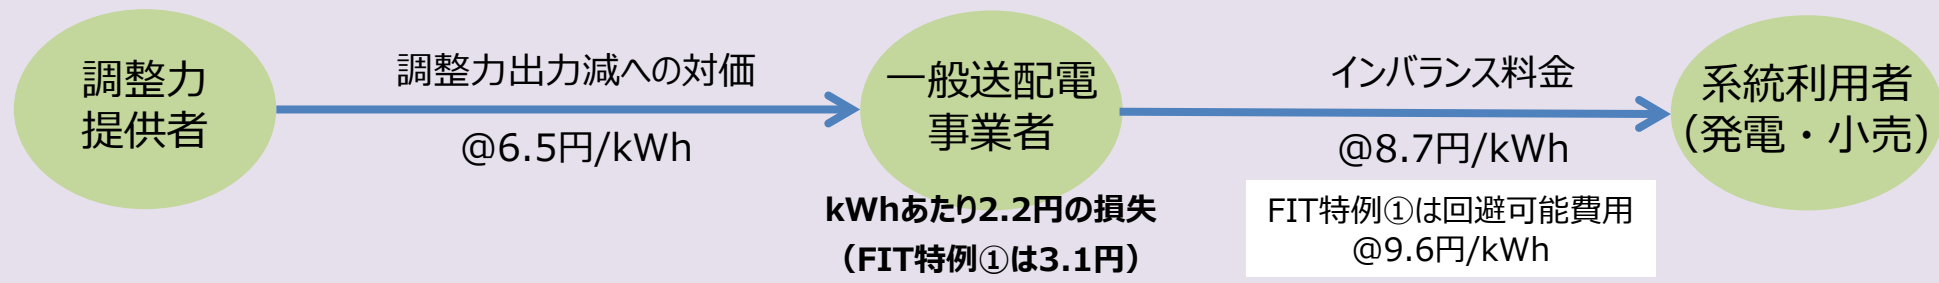 調整力
提供者
調整力出力減への対価
@6.5円/kWh
一般送配電
事業者
kWhあたり2.2円の損失
（FIT特例①は3.1円）
インバランス料金
@8.7円/kWh
FIT特例①は回避可能費用
@9.6円/kWh
系統利用者
（発電・小売）